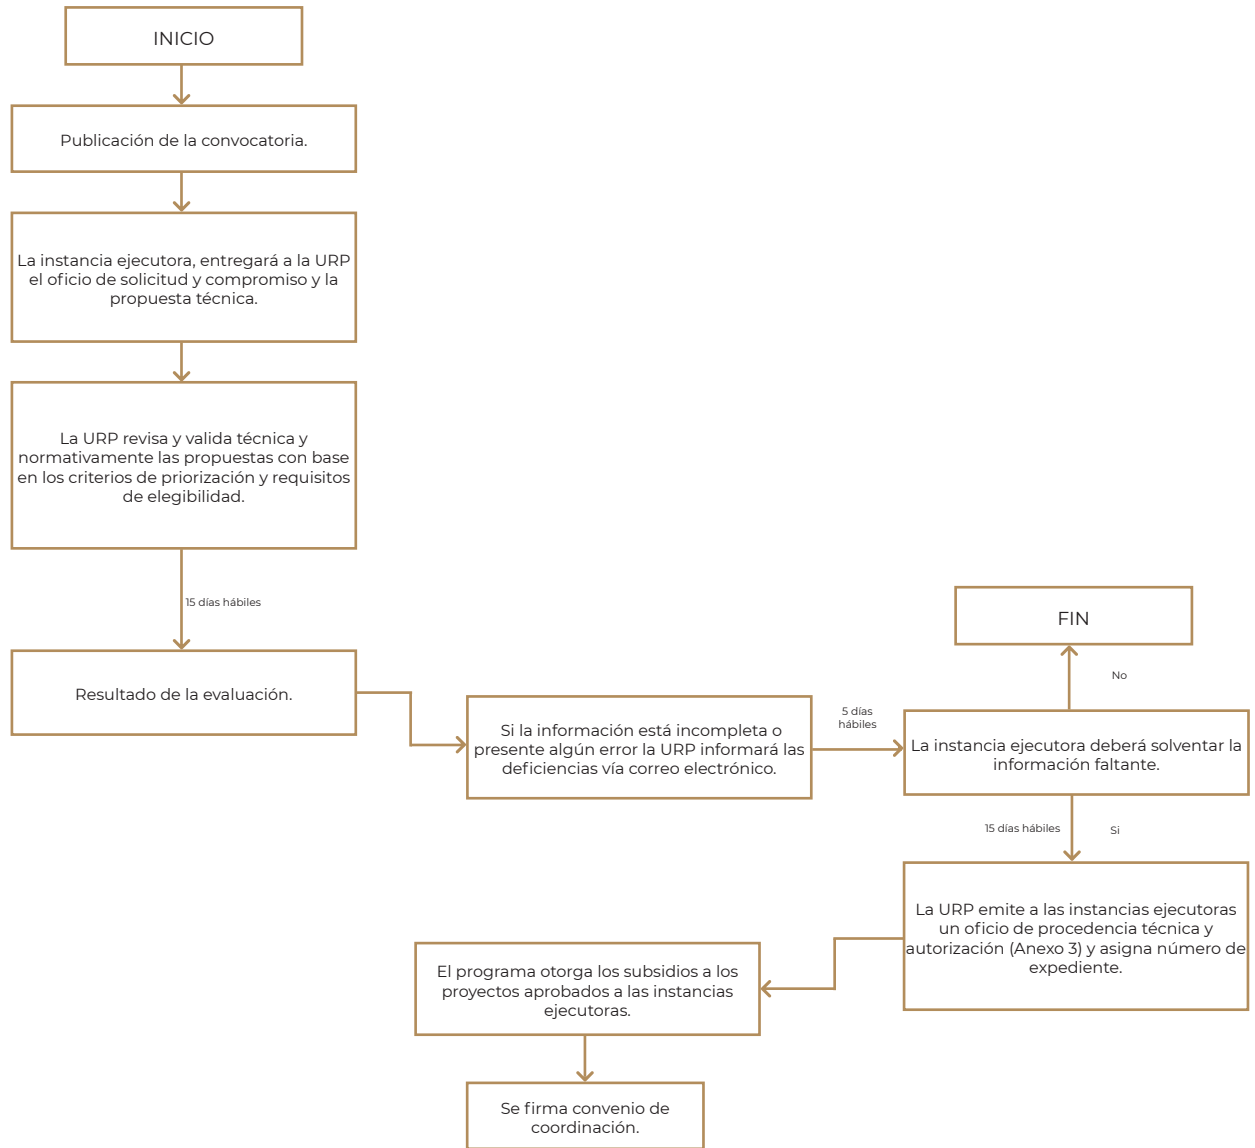 INICIO
Publicación de la convocatoria.
La instancia ejecutora, entregará a la URP
el oficio de solicitud y compromiso y la
propuesta técnica.
La URP revisa y valida técnica y
normativamente las propuestas con base
en los criterios de priorización y requisitos
de elegibilidad.
15 días hábiles
Resultado de la evaluación.
Si la información está incompleta o
presente algún error la URP informará las
deficiencias vía correo electrónico.
5 días
hábiles
La instancia ejecutora deberá solventar la
información faltante.
No
FIN
15 días hábiles
Si
La URP emite a las instancias ejecutoras
un oficio de procedencia técnica y
autorización (Anexo 3) y asigna número de
expediente.
El programa otorga los subsidios a los
proyectos aprobados a las instancias
ejecutoras.
Se firma convenio de
coordinación.